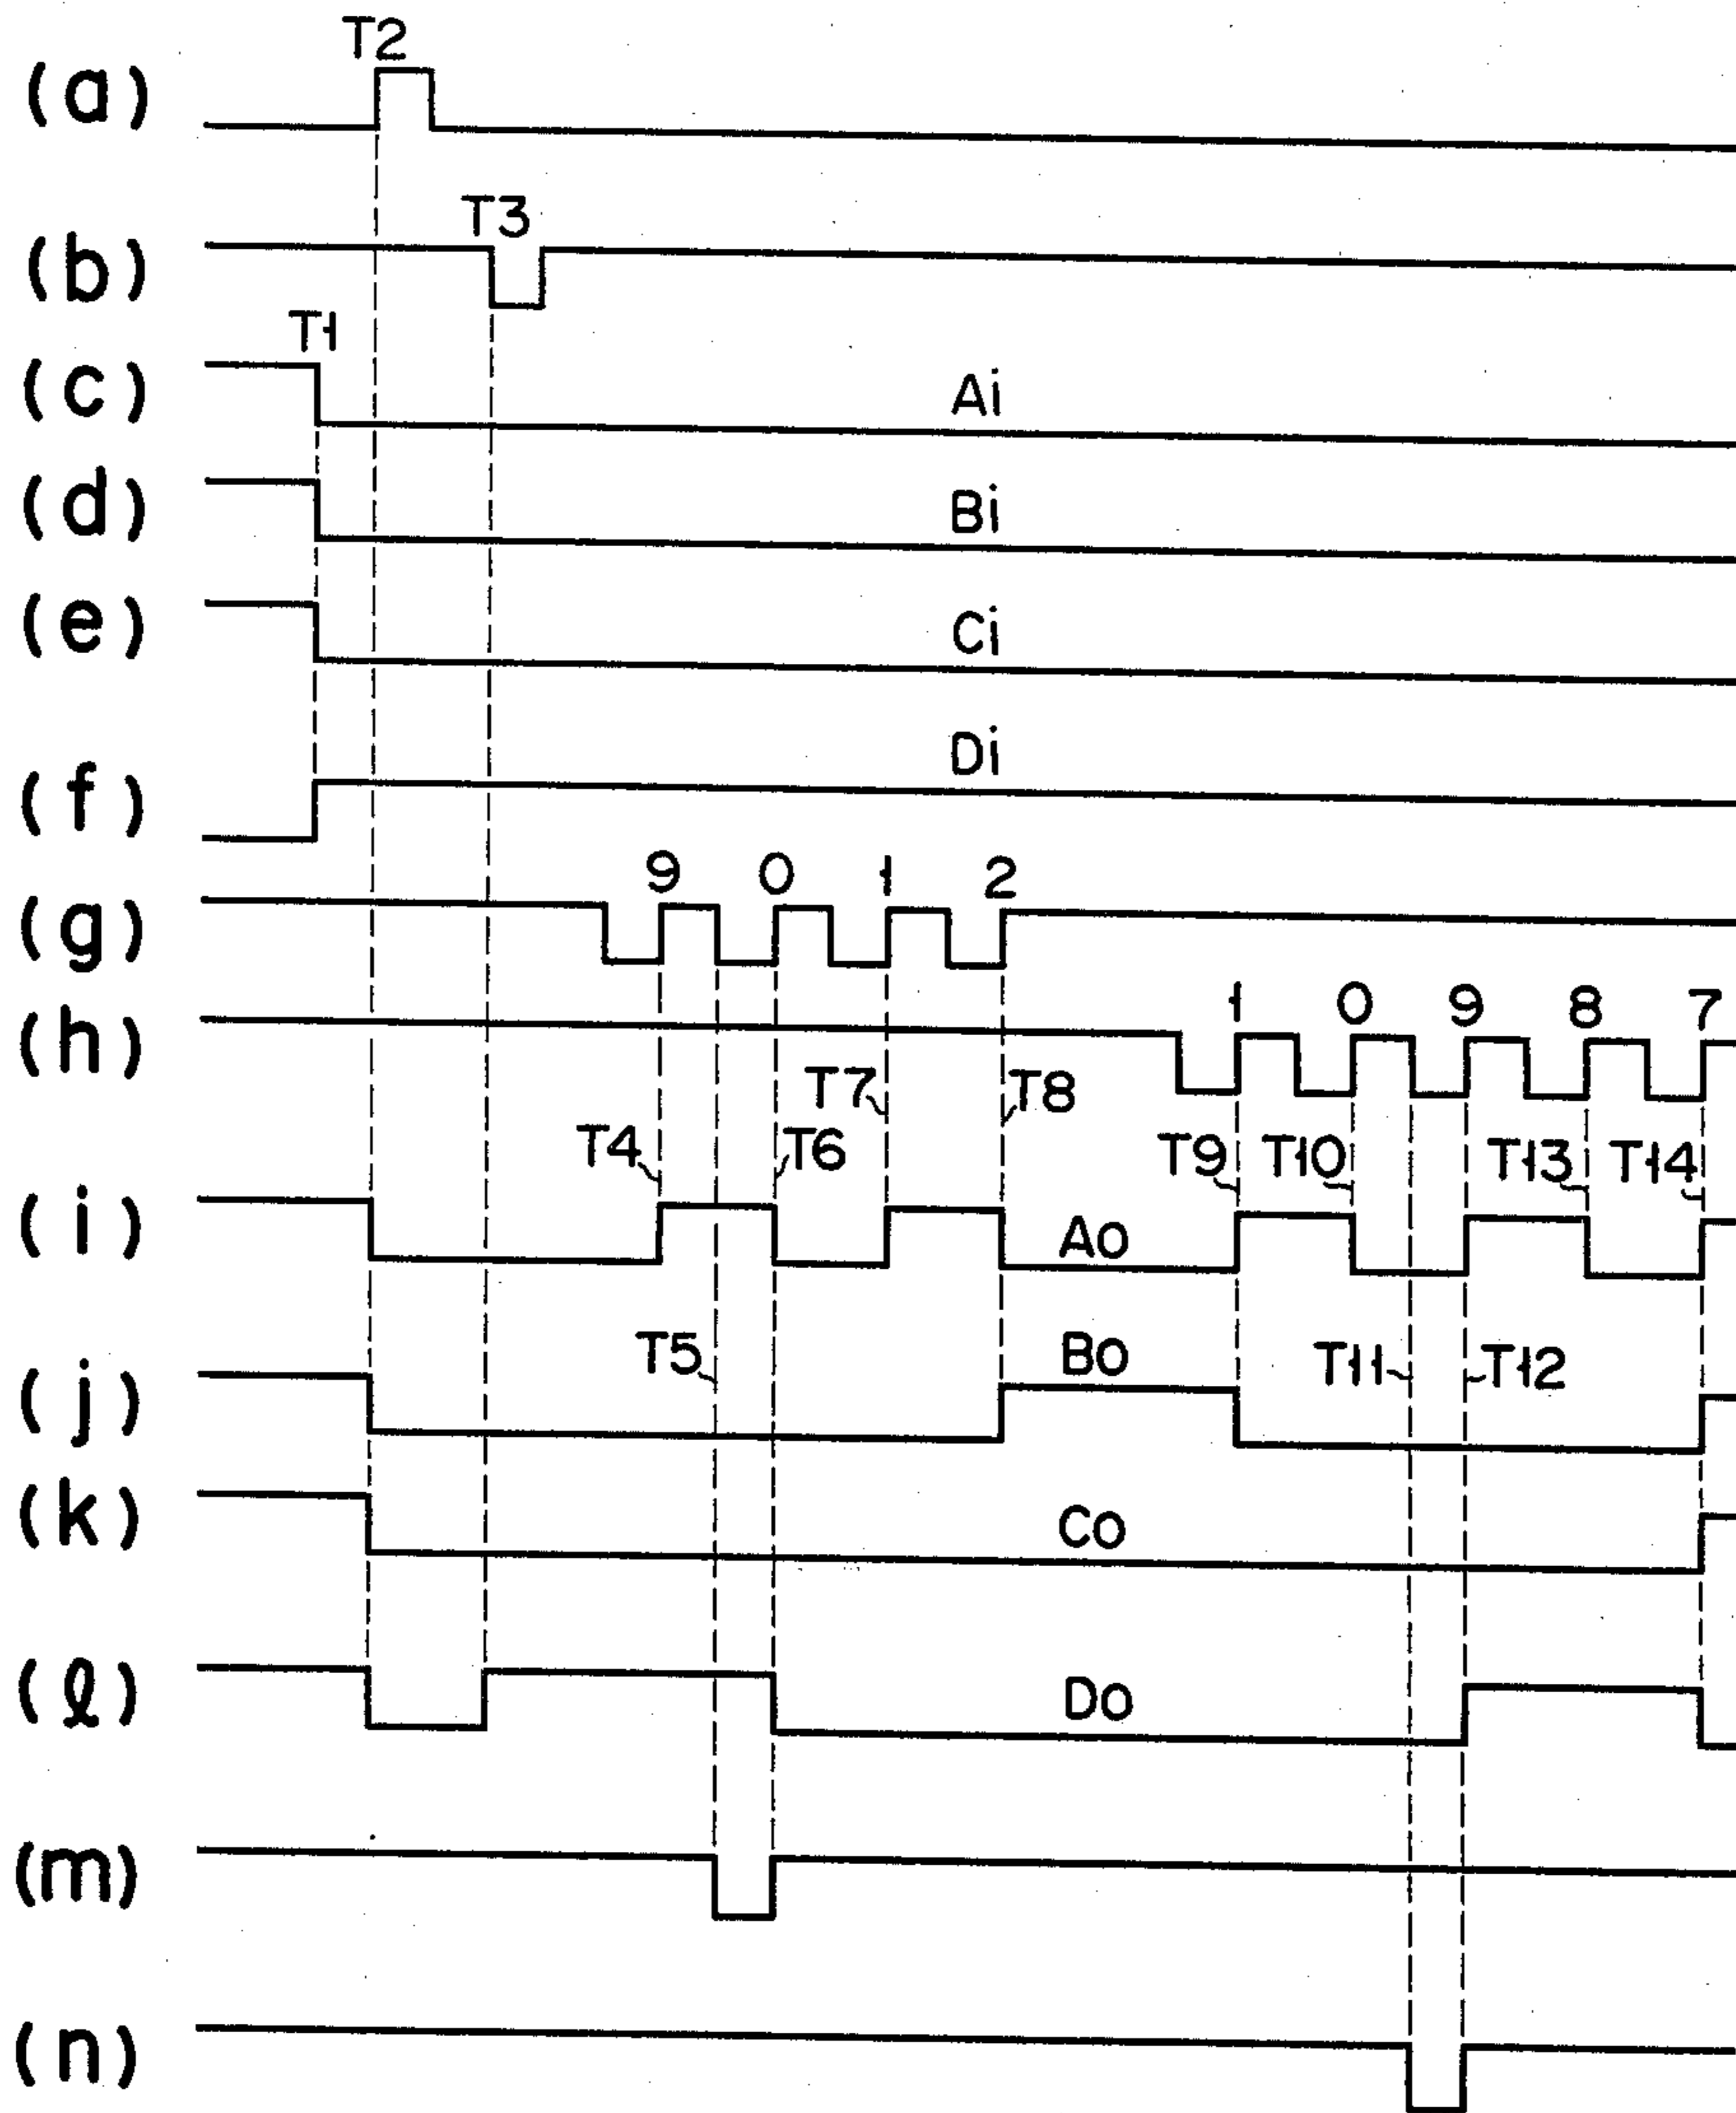 T2
(a)
T3
(b)
T1
(c) Ai
(d) Bi
(e) Ci
Di
(f)
9 0 1 2
(g)
1 0 9 8 7
(h)
T7 T8
T4 T6 T9 T10 T13 T14
(i) Ao
T5 Bo T11 T12
(j)
(k) Co
(l) Do
(m)
(n)